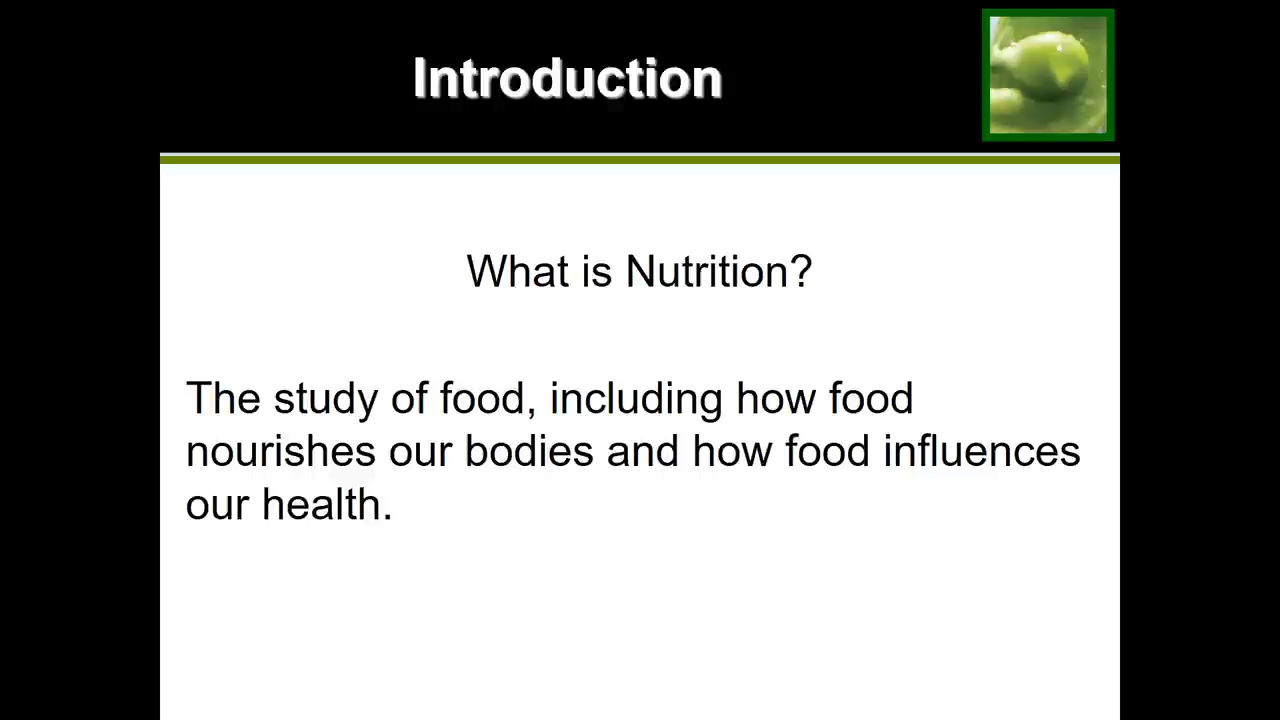 Introduction
What is Nutrition?
The study of food, including how food
nourishes our bodies and how food influences
our health.